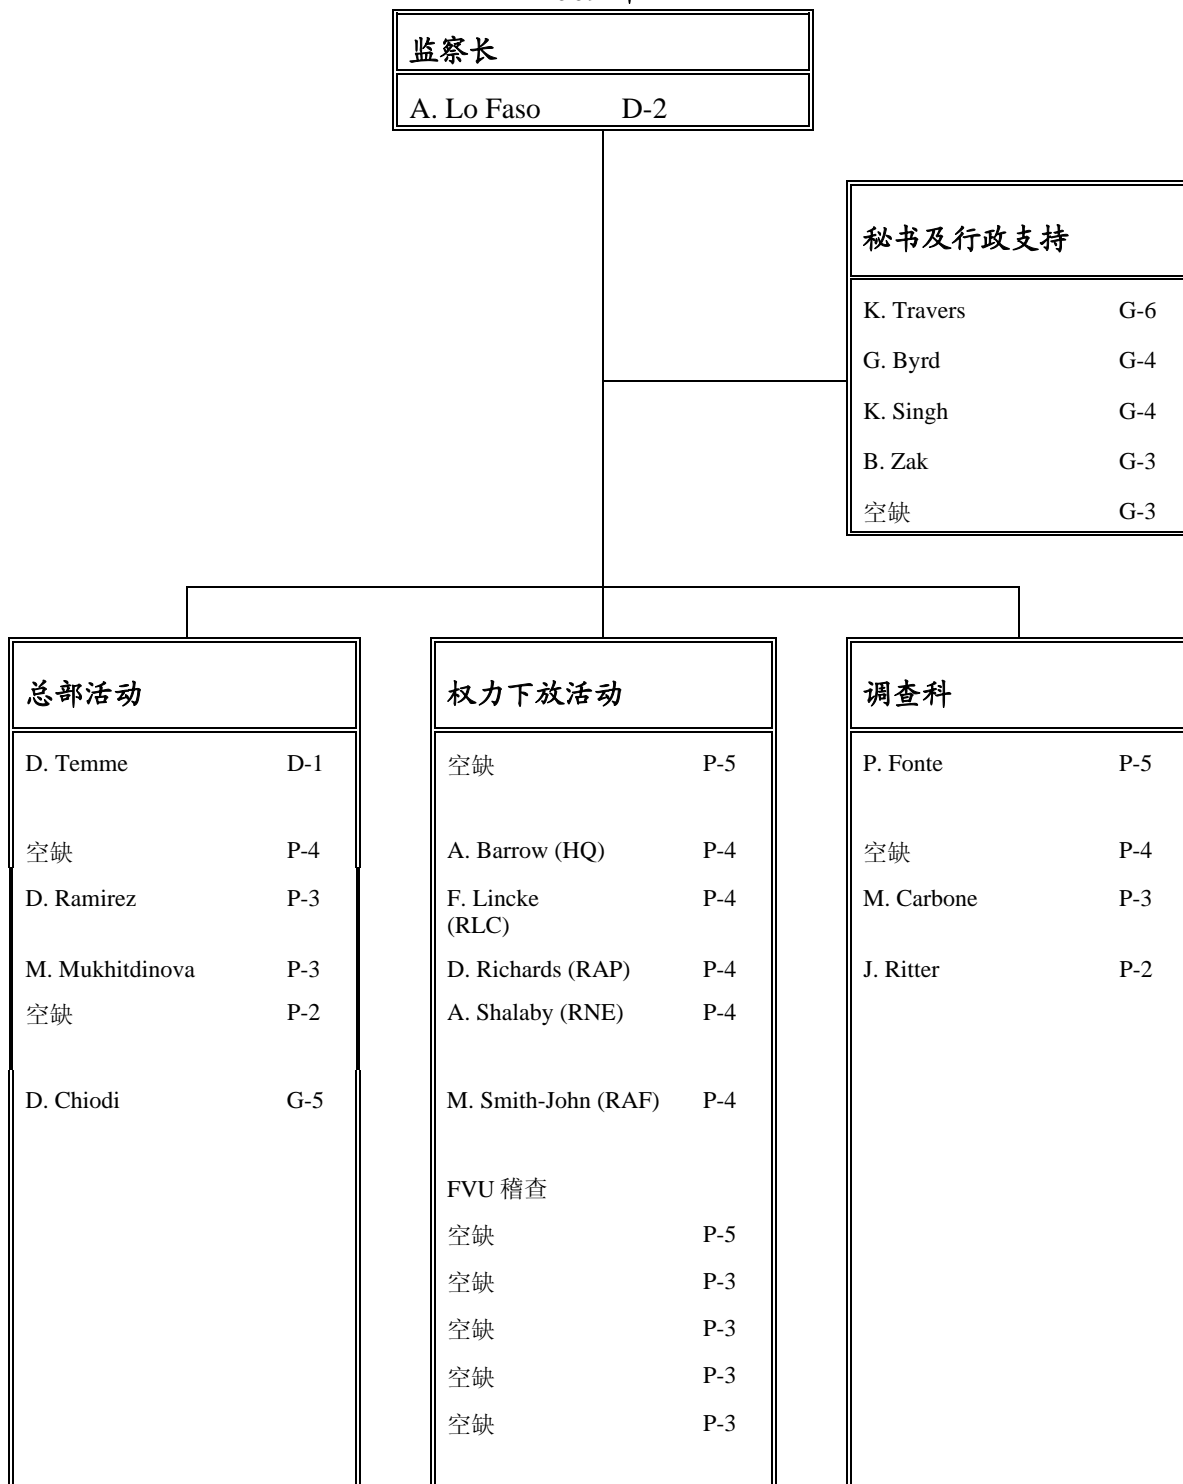 监察长
A. Lo Faso D-2
秘书及行政支持
K. Travers G-6
G. Byrd G-4
K. Singh G-4
B. Zak G-3
空缺 G-3
总部活动
D. Temme D-1
空缺 P-4
D. Ramirez P-3
M. Mukhitdinova P-3
空缺 P-2
D. Chiodi G-5
权力下放活动
空缺 P-5
A. Barrow (HQ) P-4
F. Lincke P-4
(RLC)
D. Richards (RAP) P-4
A. Shalaby (RNE) P-4
M. Smith-John (RAF) P-4
FVU 稽查
空缺 P-5
空缺 P-3
空缺 P-3
空缺 P-3
空缺 P-3
调查科
P. Fonte P-5
空缺 P-4
M. Carbone P-3
J. Ritter P-2